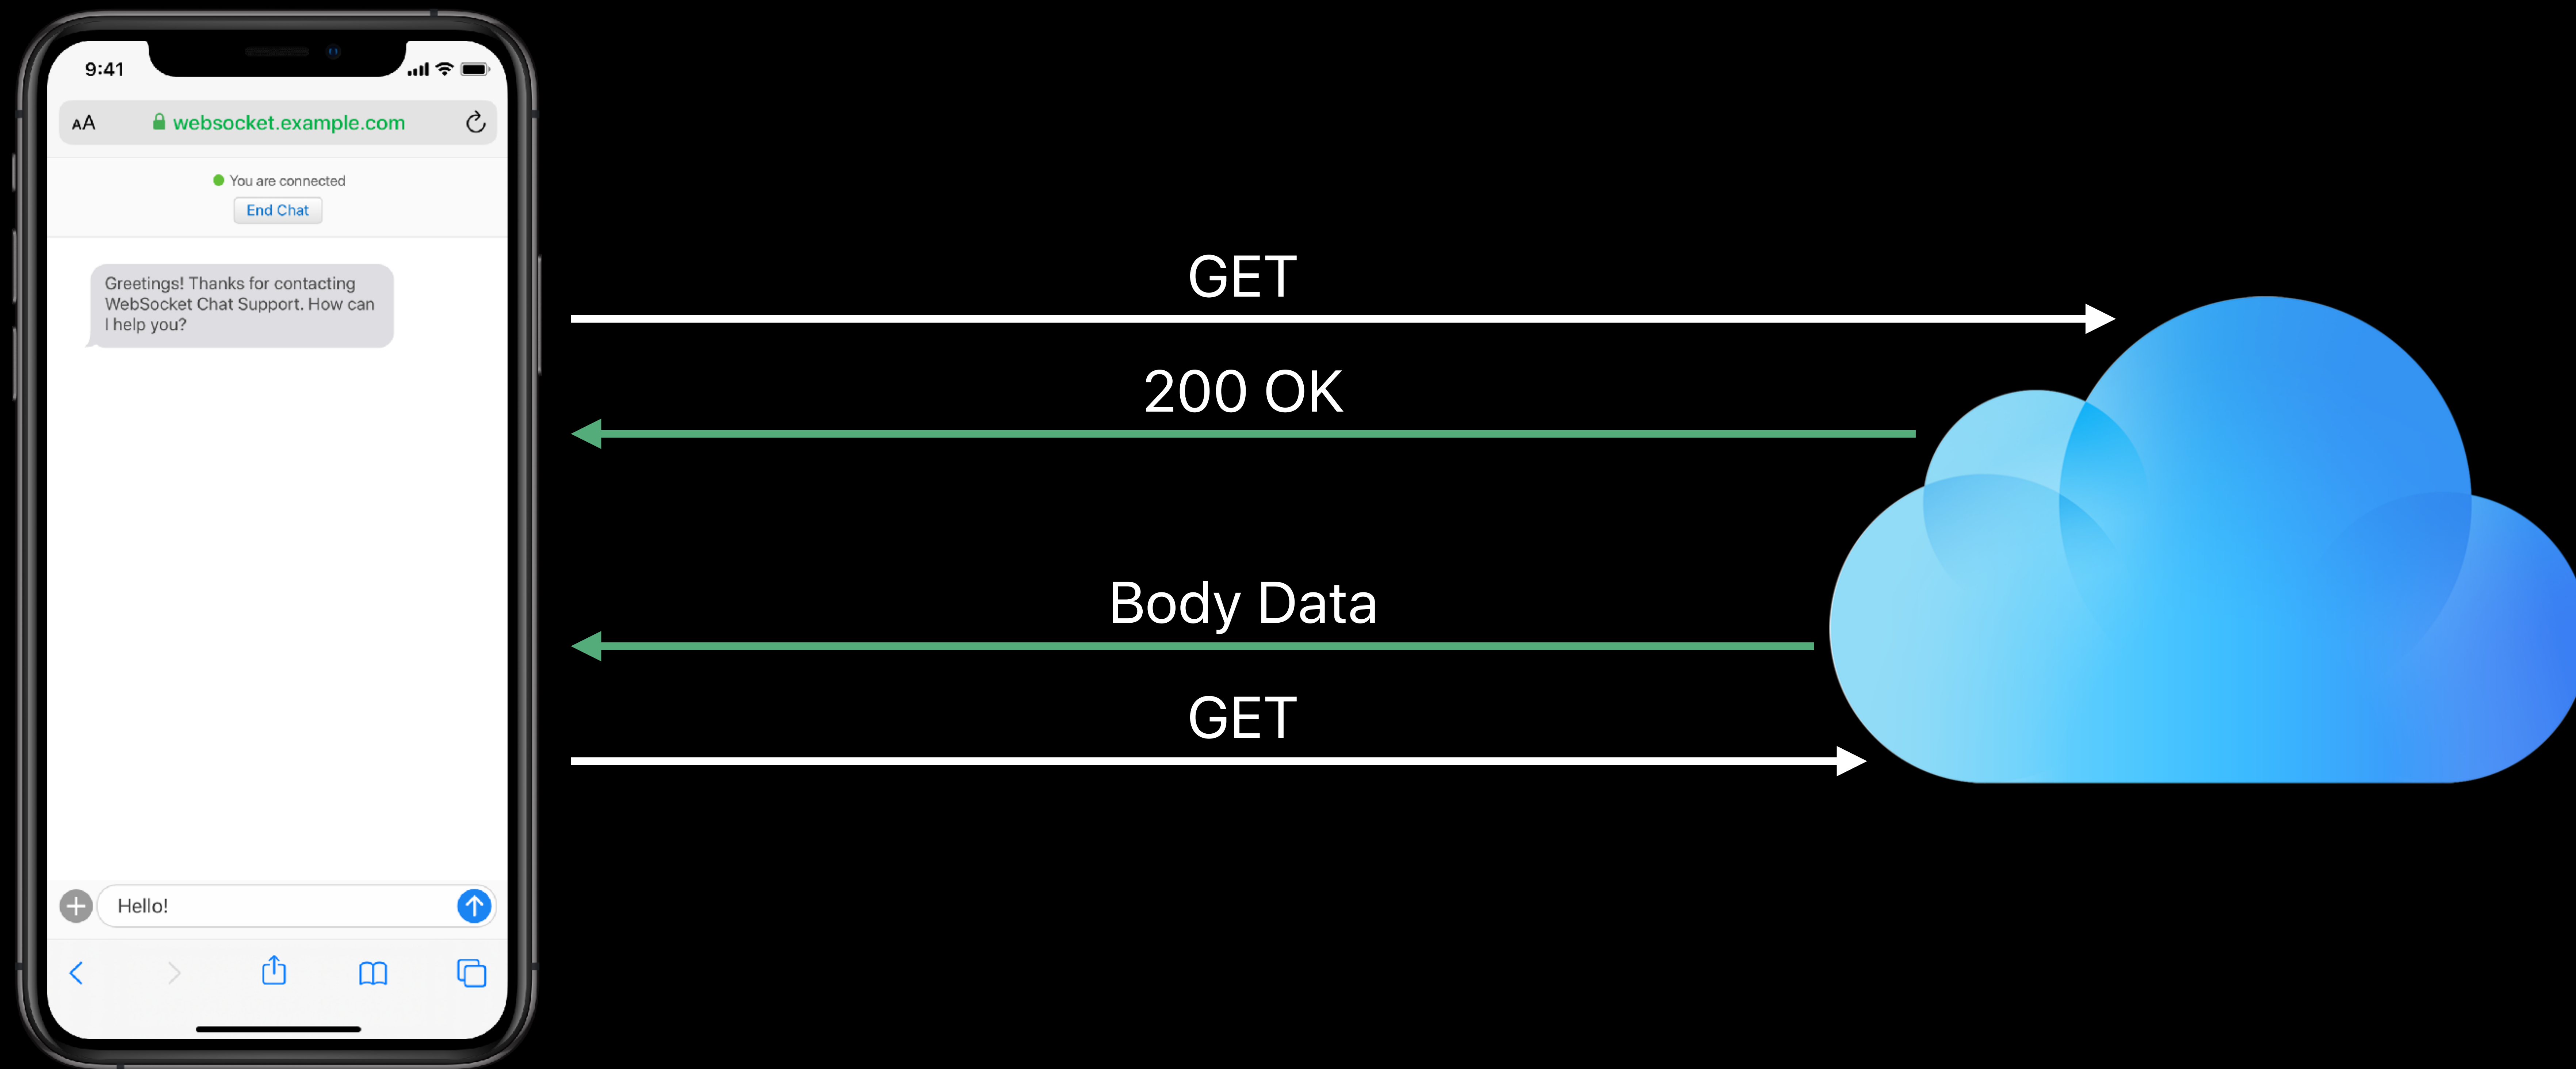 9:41
AA websocket.example.com
You are connected
End Chat
Greetings! Thanks for contacting
WebSocket Chat Support. How can
I help you?
Hello!
GET
200 OK
Body Data
GET